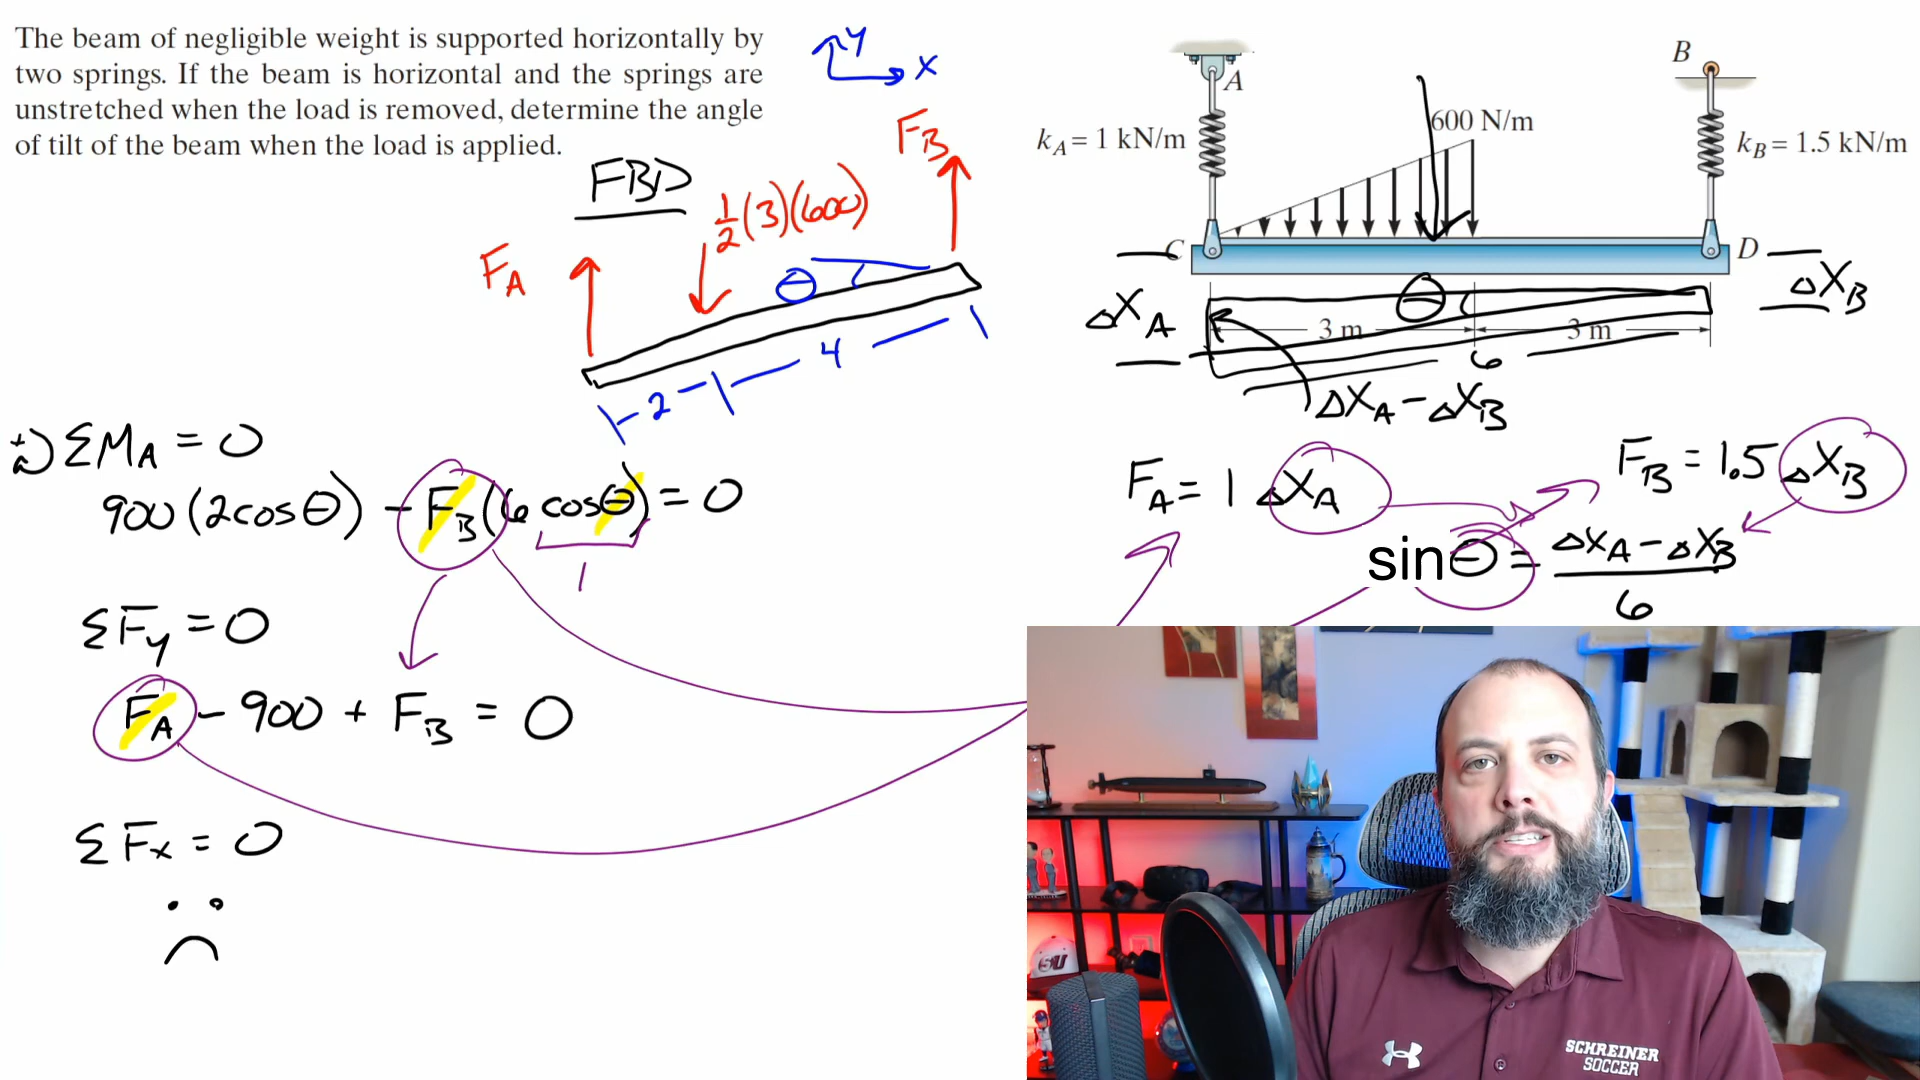 The beam of negligible weight is supported horizontally by
two springs. If the beam is horizontal and the springs are
unstretched when the load is removed, determine the angle
of tilt of the beam when the load is applied.
y
x
FBD
F_A
½(3)(600)
F_B
θ
2
4
A
B
k_A = 1 kN/m
600 N/m
k_B = 1.5 kN/m
C
D
ΔX_A
θ
ΔX_B
3 m
3 m
6
ΔX_A - ΔX_B
+ ΣM_A = 0
900 (2cosθ) - F_B (6 cosθ) = 0
1
ΣF_y = 0
F_A - 900 + F_B = 0
ΣF_x = 0
F_A = 1 ΔX_A
F_B = 1.5 ΔX_B
sinθ = (ΔX_A - ΔX_B) / 6
SU
SCHREINER
SOCCER